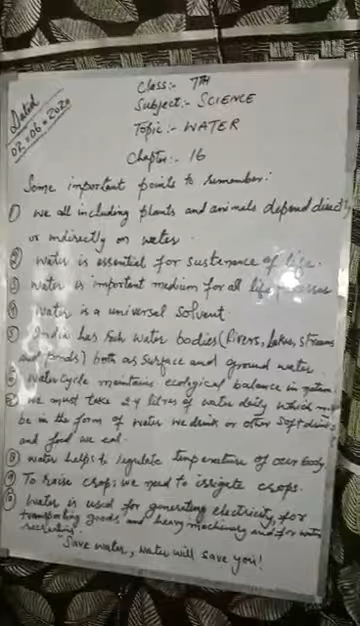 Dated
02.06.2020
Class:- 7TH
Subject:- SCIENCE
Topic:- WATER
Chapter:- 16
Some important points to remember:
① We all including plants and animals depend directly
or indirectly on water.
② Water is essential for sustenance of life.
③ Water is important medium for all life processes
④ Water is a universal solvent.
⑤ India has rich water bodies (Rivers, lakes, streams
and ponds) both as surface and ground water
⑥ Water cycle maintains ecological balance in nature.
⑦ We must take 2-4 litres of water daily which may
be in the form of water we drink or other soft drinks
and food we eat.
⑧ Water helps to regulate temperature of our body.
⑨ To raise crops, we need to irrigate crops.
⑩ Water is used for generating electricity, for
transporting goods and heavy machinery and for water
"Save water, water will save you!